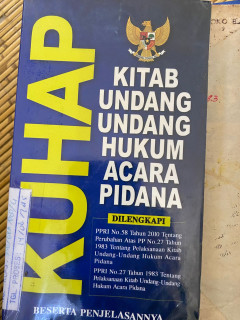 KUHAP
KITAB
UNDANG
UNDANG
HUKUM
ACARA
PIDANA
DILENGKAPI
PPRI No.58 Tahun 2010 Tentang
Perubahan Atas PP No.27 Tahun
1983 Tentang Pelaksanaan Kitab
Undang-Undang Hukum Acara
Pidana
PPRI No.27 Tahun 1983 Tentang
Pelaksanaan Kitab Undang Undang
Hukum Acara Pidana
BESERTA PENJELASANNYA